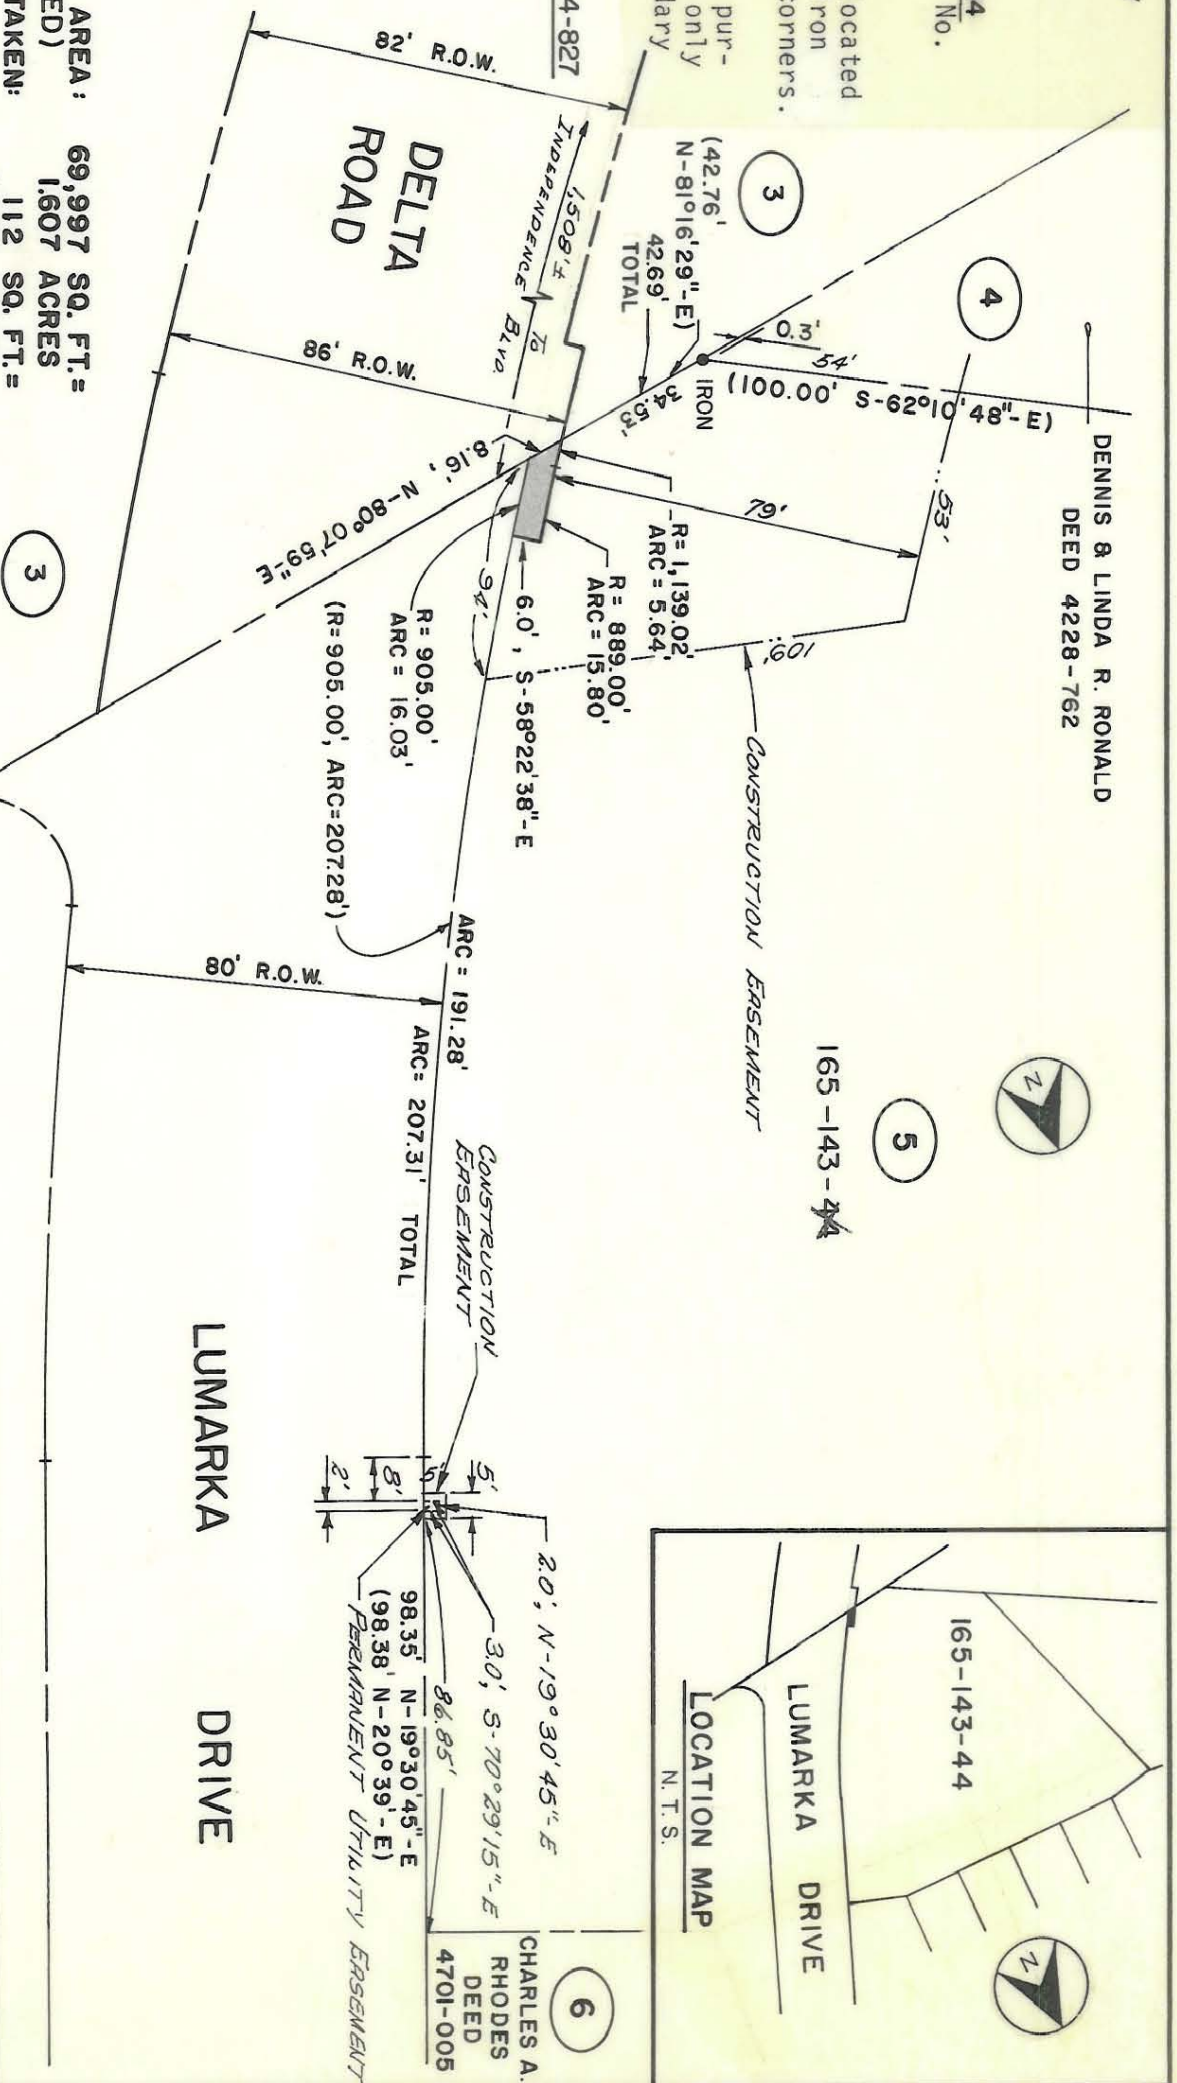 4
No.
ocated
ron
corners.
pur-
only
dary
4-827
AREA: 69,997 SQ. FT.=
ED) 1.607 ACRES
TAKEN: 112 SQ. FT.=
82' R.O.W.
DELTA
ROAD
1,508'±
INDEPENDENCE
TO
BLVD.
86' R.O.W.
3
(42.76'
N-81°16'29"-E)
42.69'
TOTAL
4
0.3'
54'
IRON
(100.00' S-62°10'48"-E)
34.53'
8.16', N-80°07'59"E
DENNIS & LINDA R. RONALD
DEED 4228-762
53'
79'
109'
R=1,139.02'
ARC=5.64'
R=889.00'
ARC=15.80'
6.0', S-58°22'38"-E
R=905.00'
ARC= 16.03'
(R=905.00', ARC=207.28')
3
CONSTRUCTION EASEMENT
5
165-143-44
N
ARC= 191.28'
ARC= 207.31' TOTAL
80' R.O.W.
CONSTRUCTION
EASEMENT
5'
5'
8'
2'
2.0', N-19°30'45"-E
3.0', S-70°29'15"-E
86.85'
98.35' N-19°30'45"-E
(98.38' N-20°39'-E)
PERMANENT UTILITY EASEMENT
LUMARKA DRIVE
6
CHARLES A.
RHODES
DEED
4701-005
165-143-44
LUMARKA DRIVE
LOCATION MAP
N.T.S.
N